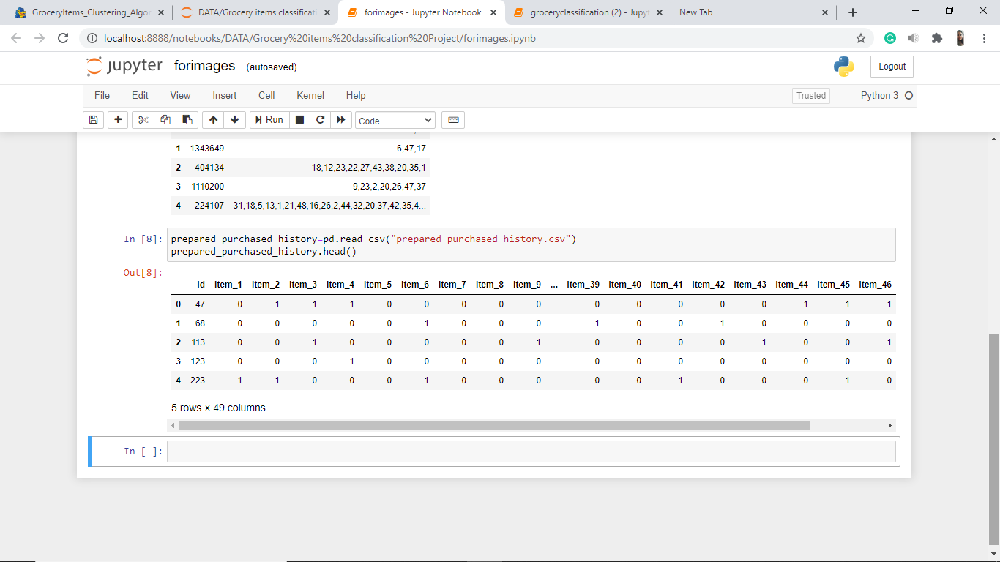 GroceryItems_Clustering_Algor
DATA/Grocery items classificati
forimages - Jupyter Notebook
groceryclassification (2) - Jupyt
New Tab
localhost:8888/notebooks/DATA/Grocery%20items%20classification%20Project/forimages.ipynb
jupyter forimages (autosaved)
Logout
File Edit View Insert Cell Kernel Help
Trusted
Python 3
Run
Code
1 1343649 6,47,17
2 404134 18,12,23,22,27,43,38,20,35,1
3 1110200 9,23,2,20,26,47,37
4 224107 31,18,5,13,1,21,48,16,26,2,44,32,20,37,42,35,4...
In [8]: prepared_purchased_history=pd.read_csv("prepared_purchased_history.csv")
prepared_purchased_history.head()
Out[8]:
id item_1 item_2 item_3 item_4 item_5 item_6 item_7 item_8 item_9 ... item_39 item_40 item_41 item_42 item_43 item_44 item_45 item_46
0 47 0 1 1 1 0 0 0 0 0 ... 0 0 0 0 0 1 1 1
1 68 0 0 0 0 0 1 0 0 0 ... 1 0 0 1 0 0 0 0
2 113 0 0 1 0 0 0 0 0 1 ... 0 0 0 0 1 0 0 1
3 123 0 0 0 1 0 0 0 0 0 ... 0 0 0 0 0 0 0 0
4 223 1 1 0 0 0 1 0 0 0 ... 0 0 1 0 0 0 1 0
5 rows × 49 columns
In [ ]: